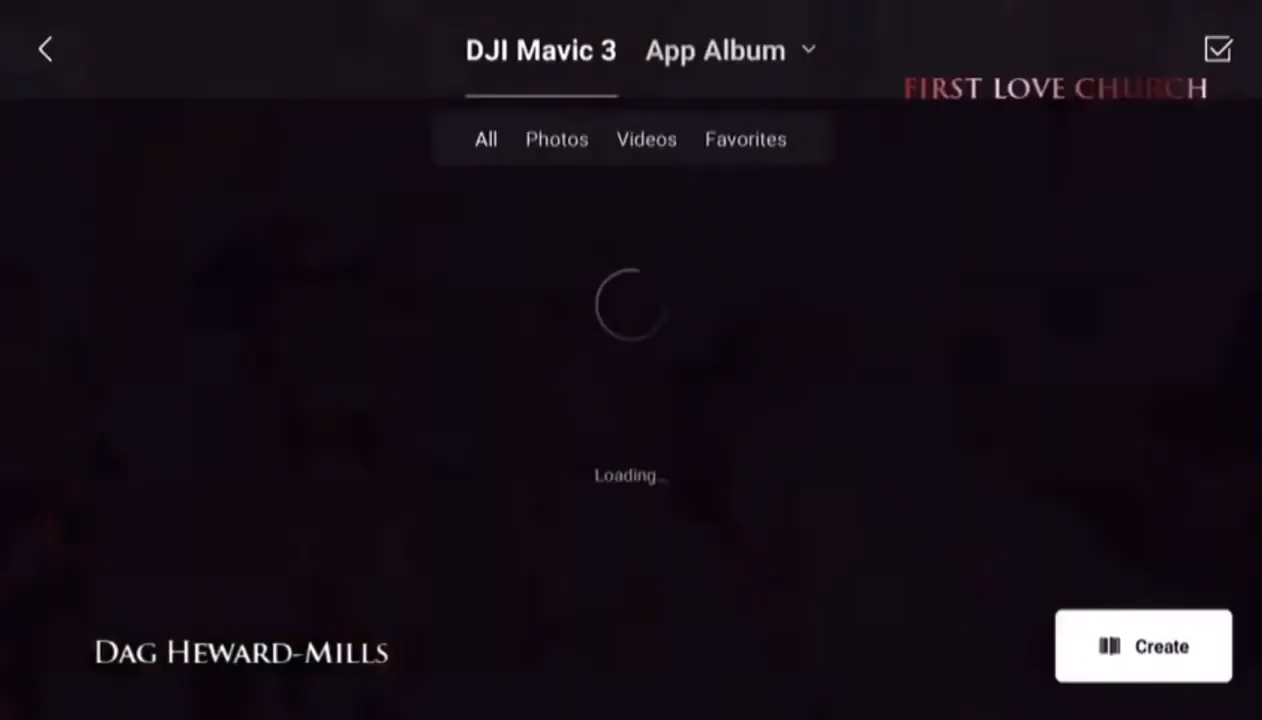 DJI Mavic 3 App Album
FIRST LOVE CHURCH
All Photos Videos Favorites
Loading...
DAG HEWARD-MILLS
Create